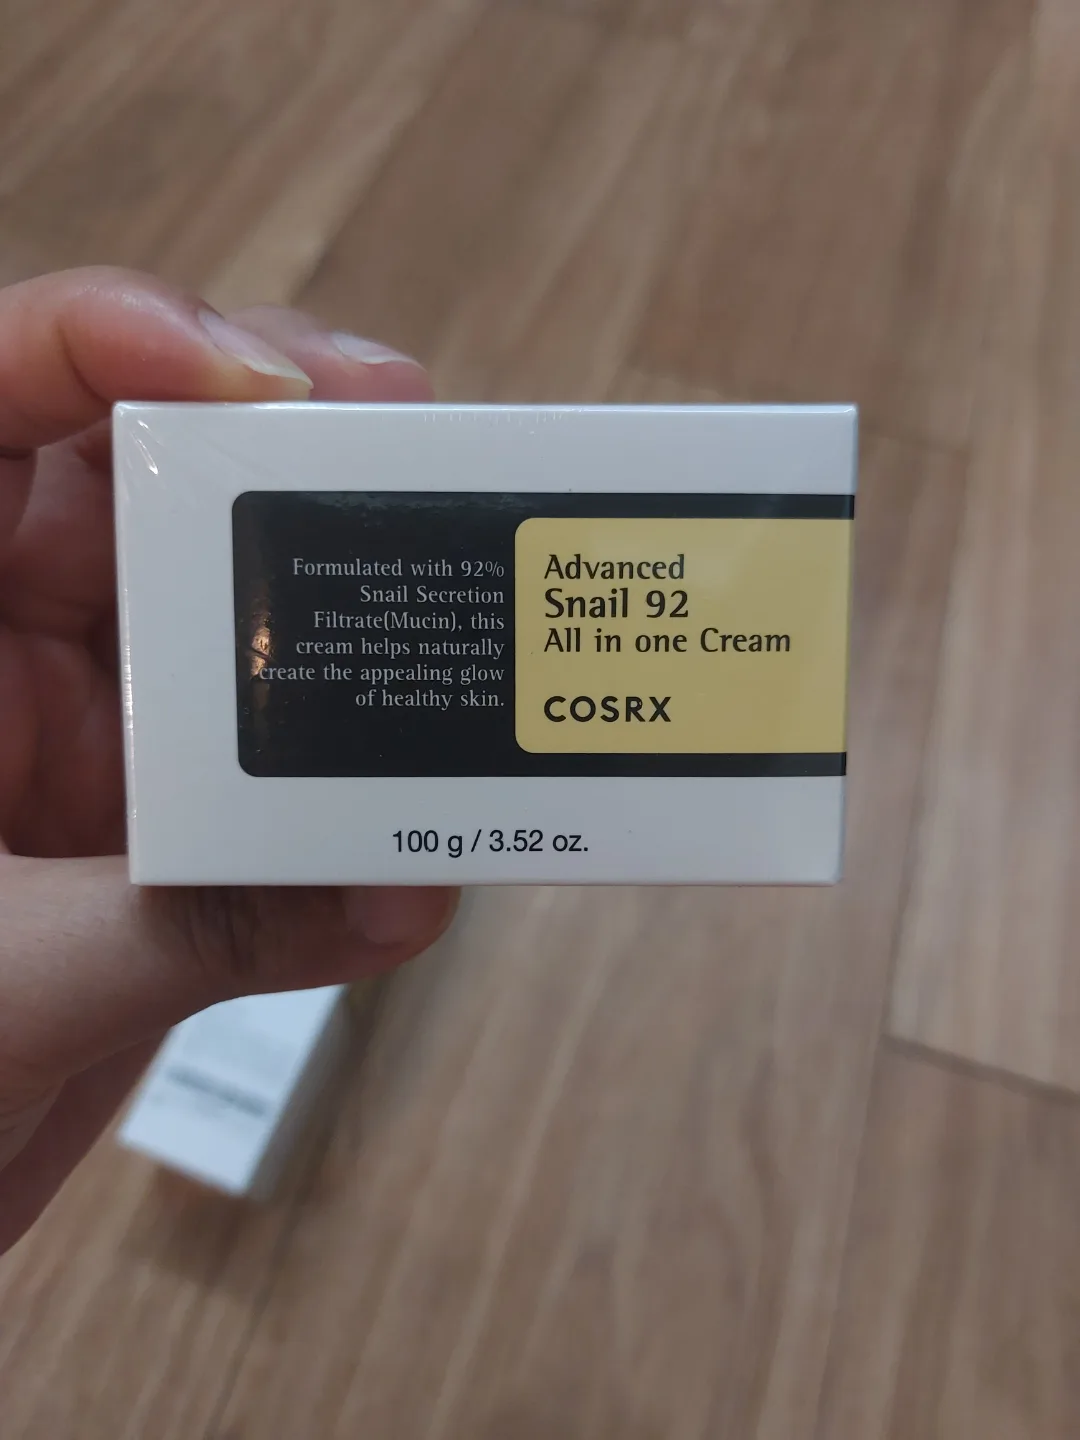 Formulated with 92%
Snail Secretion
Filtrate(Mucin), this
cream helps naturally
create the appealing glow
of healthy skin.
Advanced
Snail 92
All in one Cream
COSRX
100 g / 3.52 oz.